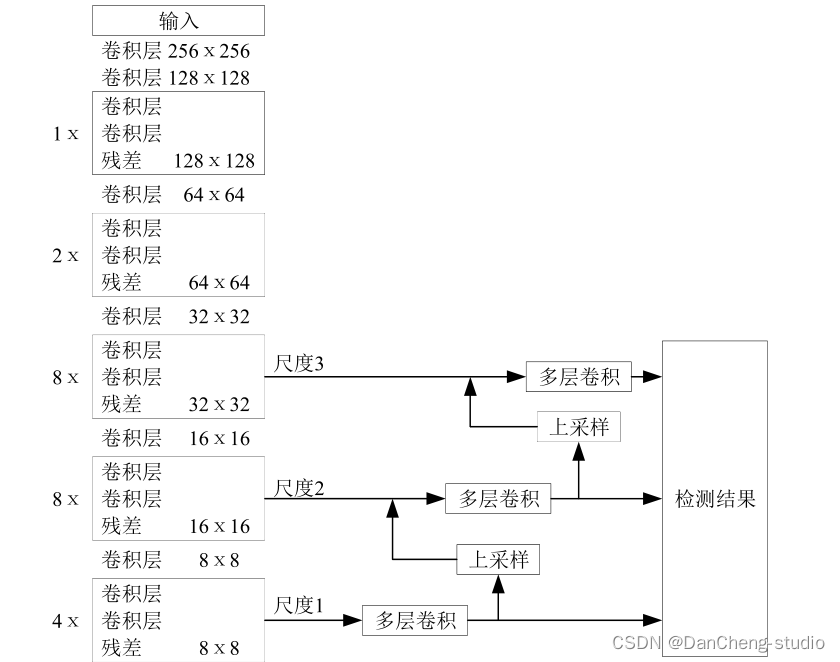 输入
卷积层 256 x 256
卷积层 128 x 128
卷积层
1 x 卷积层
残差 128 x 128
卷积层 64 x 64
卷积层
2 x 卷积层
残差 64 x 64
卷积层 32 x 32
卷积层
尺度3
8 x 卷积层 多层卷积
残差 32 x 32
上采样
卷积层 16 x 16
卷积层
尺度2
8 x 卷积层 多层卷积 检测结果
残差 16 x 16
卷积层 8 x 8 上采样
卷积层
尺度1
4 x 卷积层 多层卷积
残差 8 x 8
CSDN @DanCheng-studio